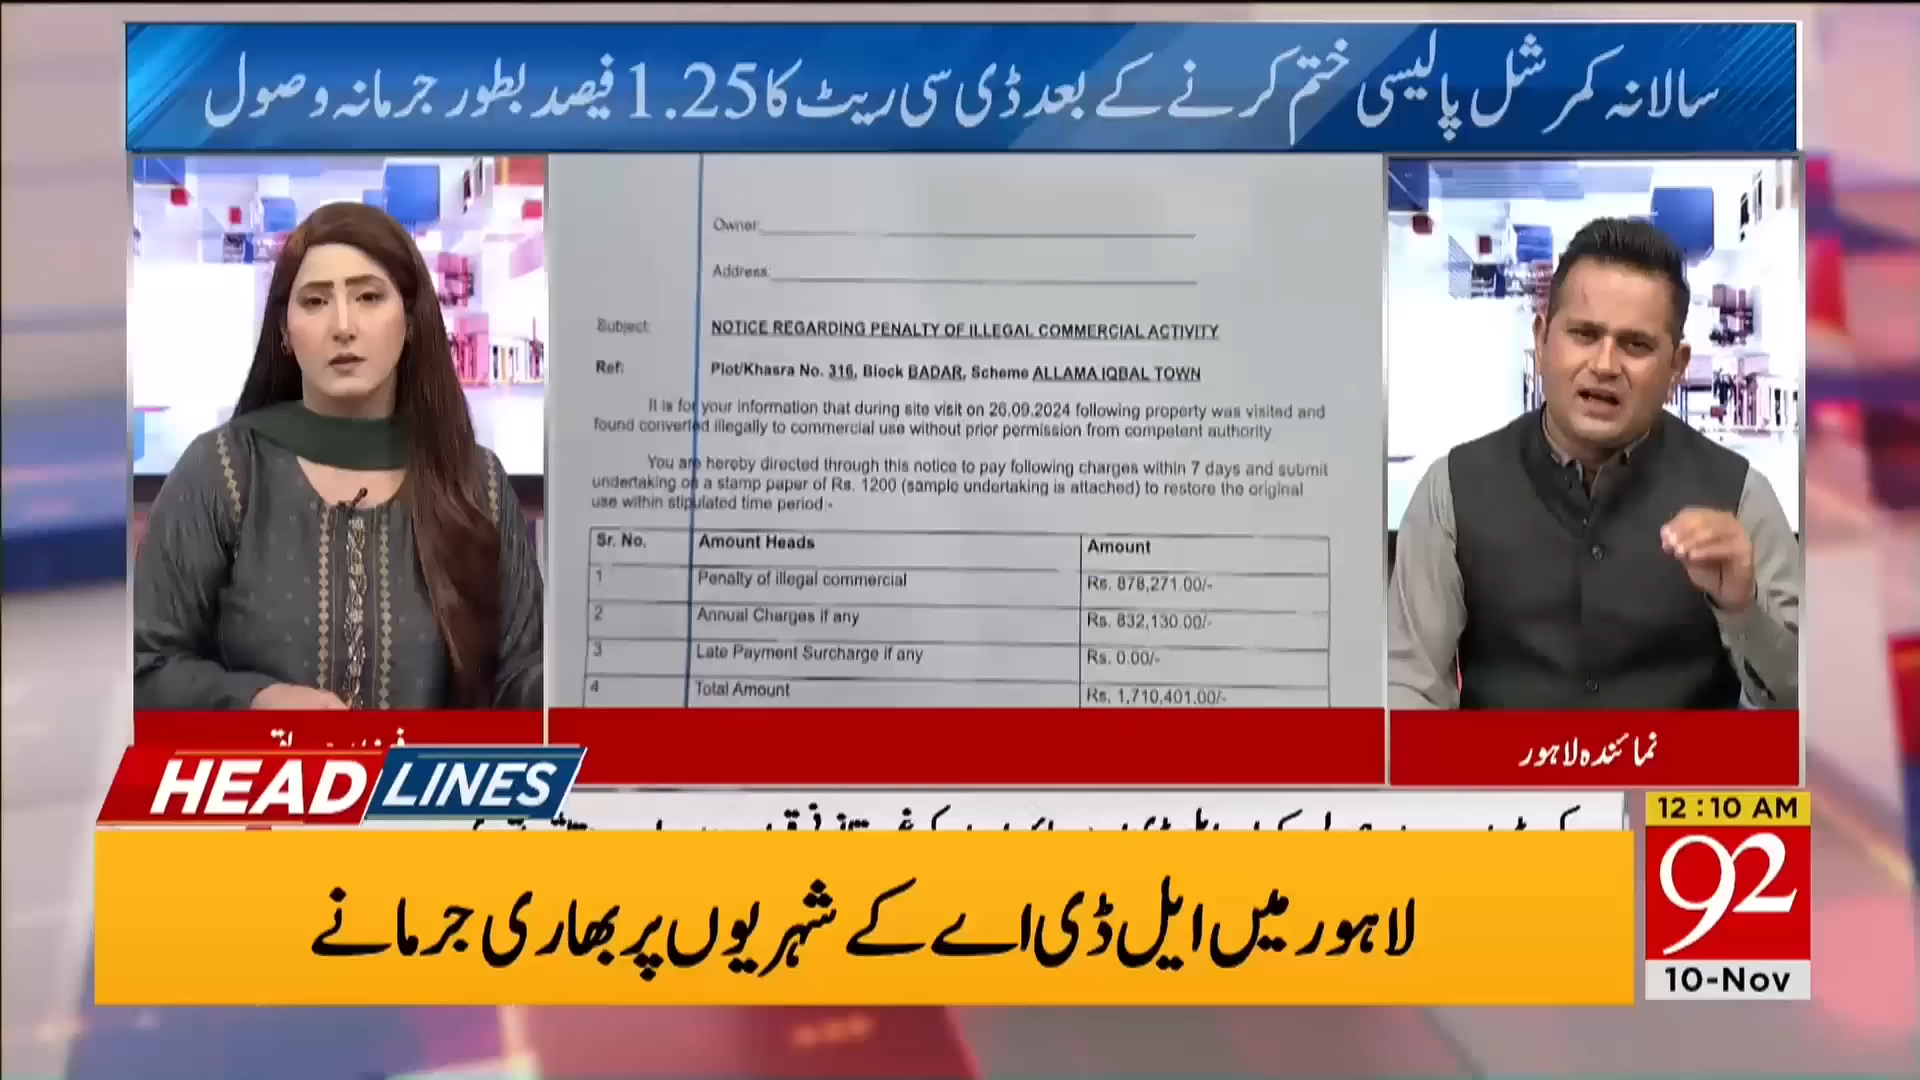 سالانہ کمرشل پالیسی ختم کرنے کے بعد ڈی سی ریٹ کا 1.25 فیصد بطور جرمانہ وصول
Owner:
Address:
Subject: NOTICE REGARDING PENALTY OF ILLEGAL COMMERCIAL ACTIVITY
Ref: Plot/Khasra No. 316, Block BADAR, Scheme ALLAMA IQBAL TOWN
It is for your information that during site visit on 26.09.2024 following property was visited and
found converted illegally to commercial use without prior permission from competent authority
You are hereby directed through this notice to pay following charges within 7 days and submit
undertaking on a stamp paper of Rs. 1200 (sample undertaking is attached) to restore the original
use within stipulated time period:-
Sr. No. Amount Heads Amount
1 Penalty of illegal commercial Rs. 878,271.00/-
2 Annual Charges if any Rs. 832,130.00/-
3 Late Payment Surcharge if any Rs. 0.00/-
4 Total Amount Rs. 1,710,401.00/-
نمائندہ لاہور
HEADLINES
12:10 AM
92
10-Nov
لاہور میں ایل ڈی اے کے شہریوں پر بھاری جرمانے